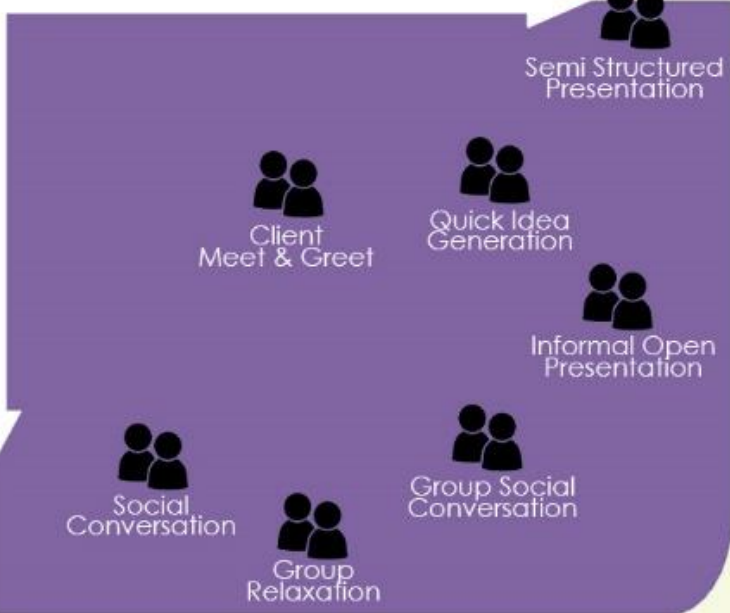 Semi Structured
Presentation
Client
Meet & Greet
Quick Idea
Generation
Informal Open
Presentation
Social
Conversation
Group Social
Conversation
Group
Relaxation